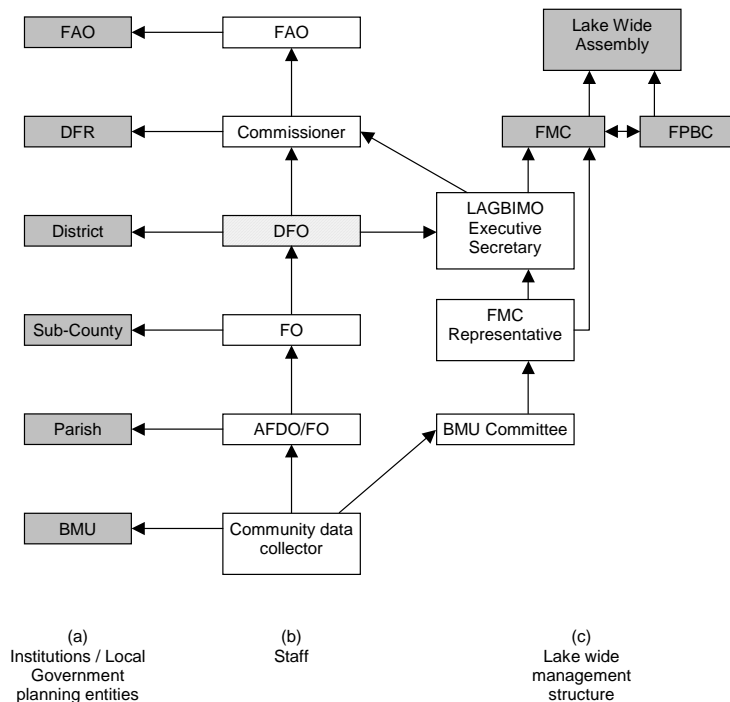 FAO
FAO
Lake Wide
Assembly
DFR
Commissioner
FMC
FPBC
District
DFO
LAGBIMO
Executive
Secretary
Sub-County
FO
FMC
Representative
Parish
AFDO/FO
BMU Committee
BMU
Community data
collector
(a)
Institutions / Local
Government
planning entities
(b)
Staff
(c)
Lake wide
management
structure